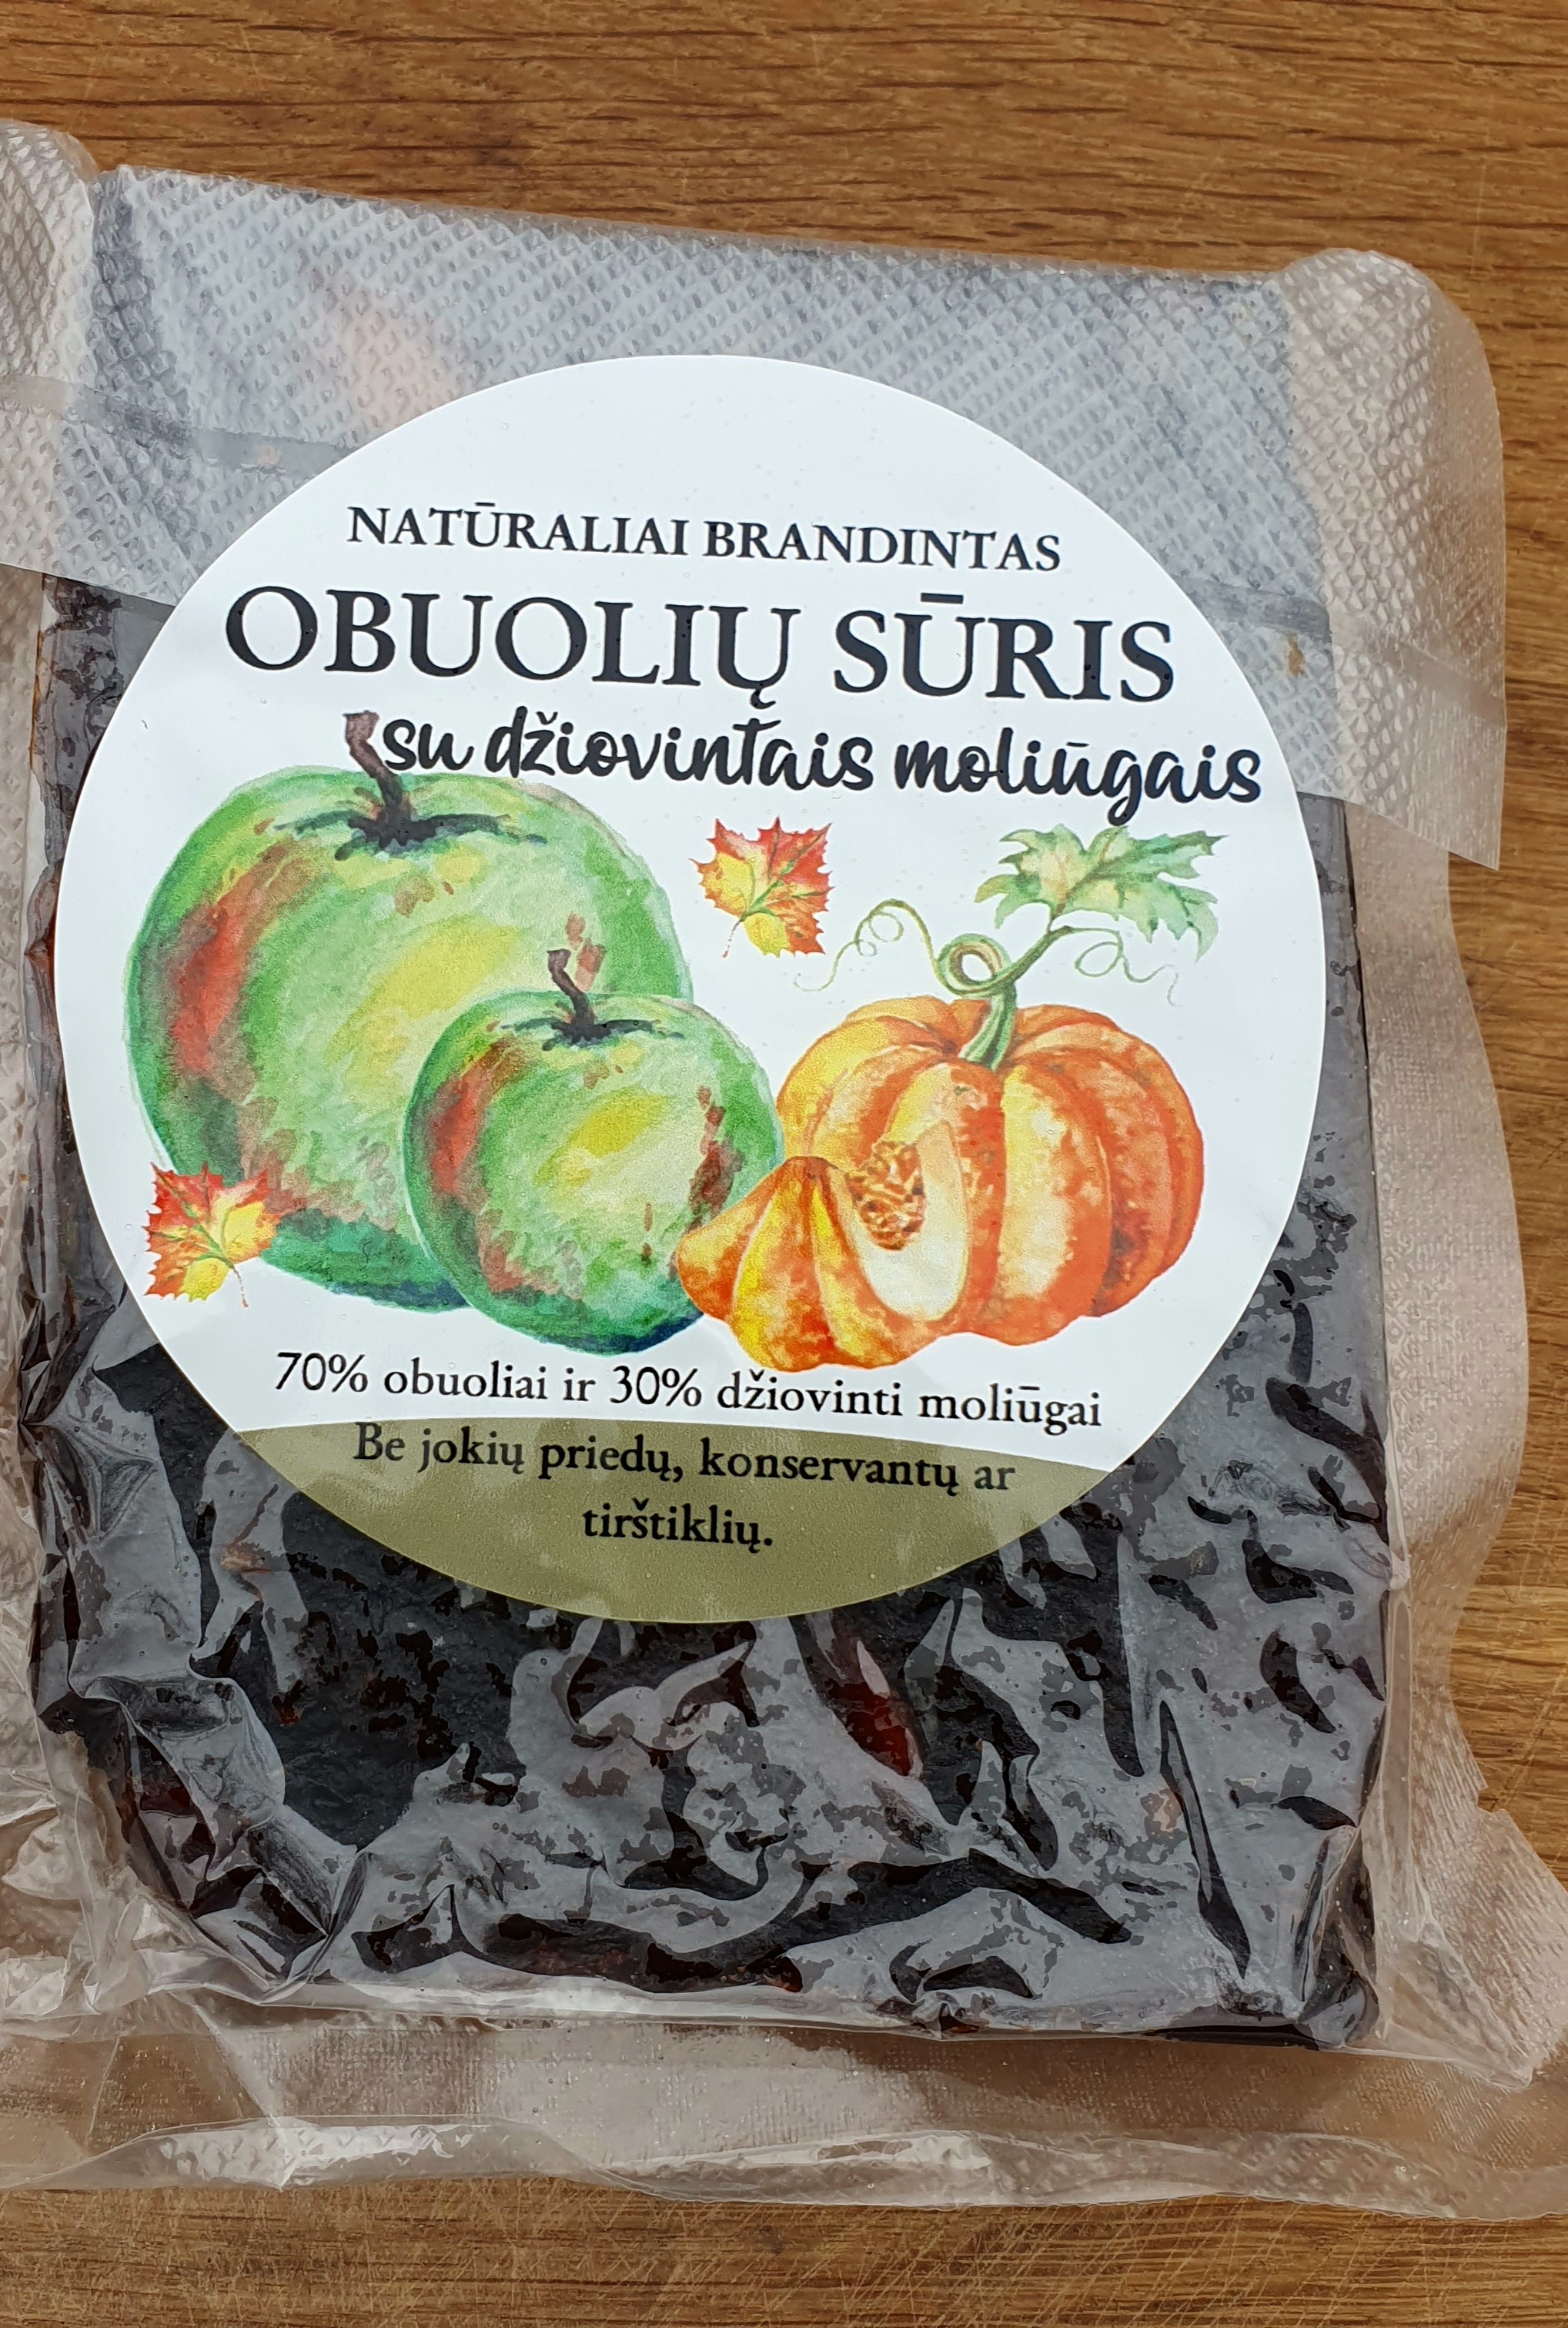 NATŪRALIAI BRANDINTAS
OBUOLIŲ SŪRIS
su džiovintais moliūgais
70% obuoliai ir 30% džiovinti moliūgai
Be jokių priedų, konservantų ar
tirštiklių.